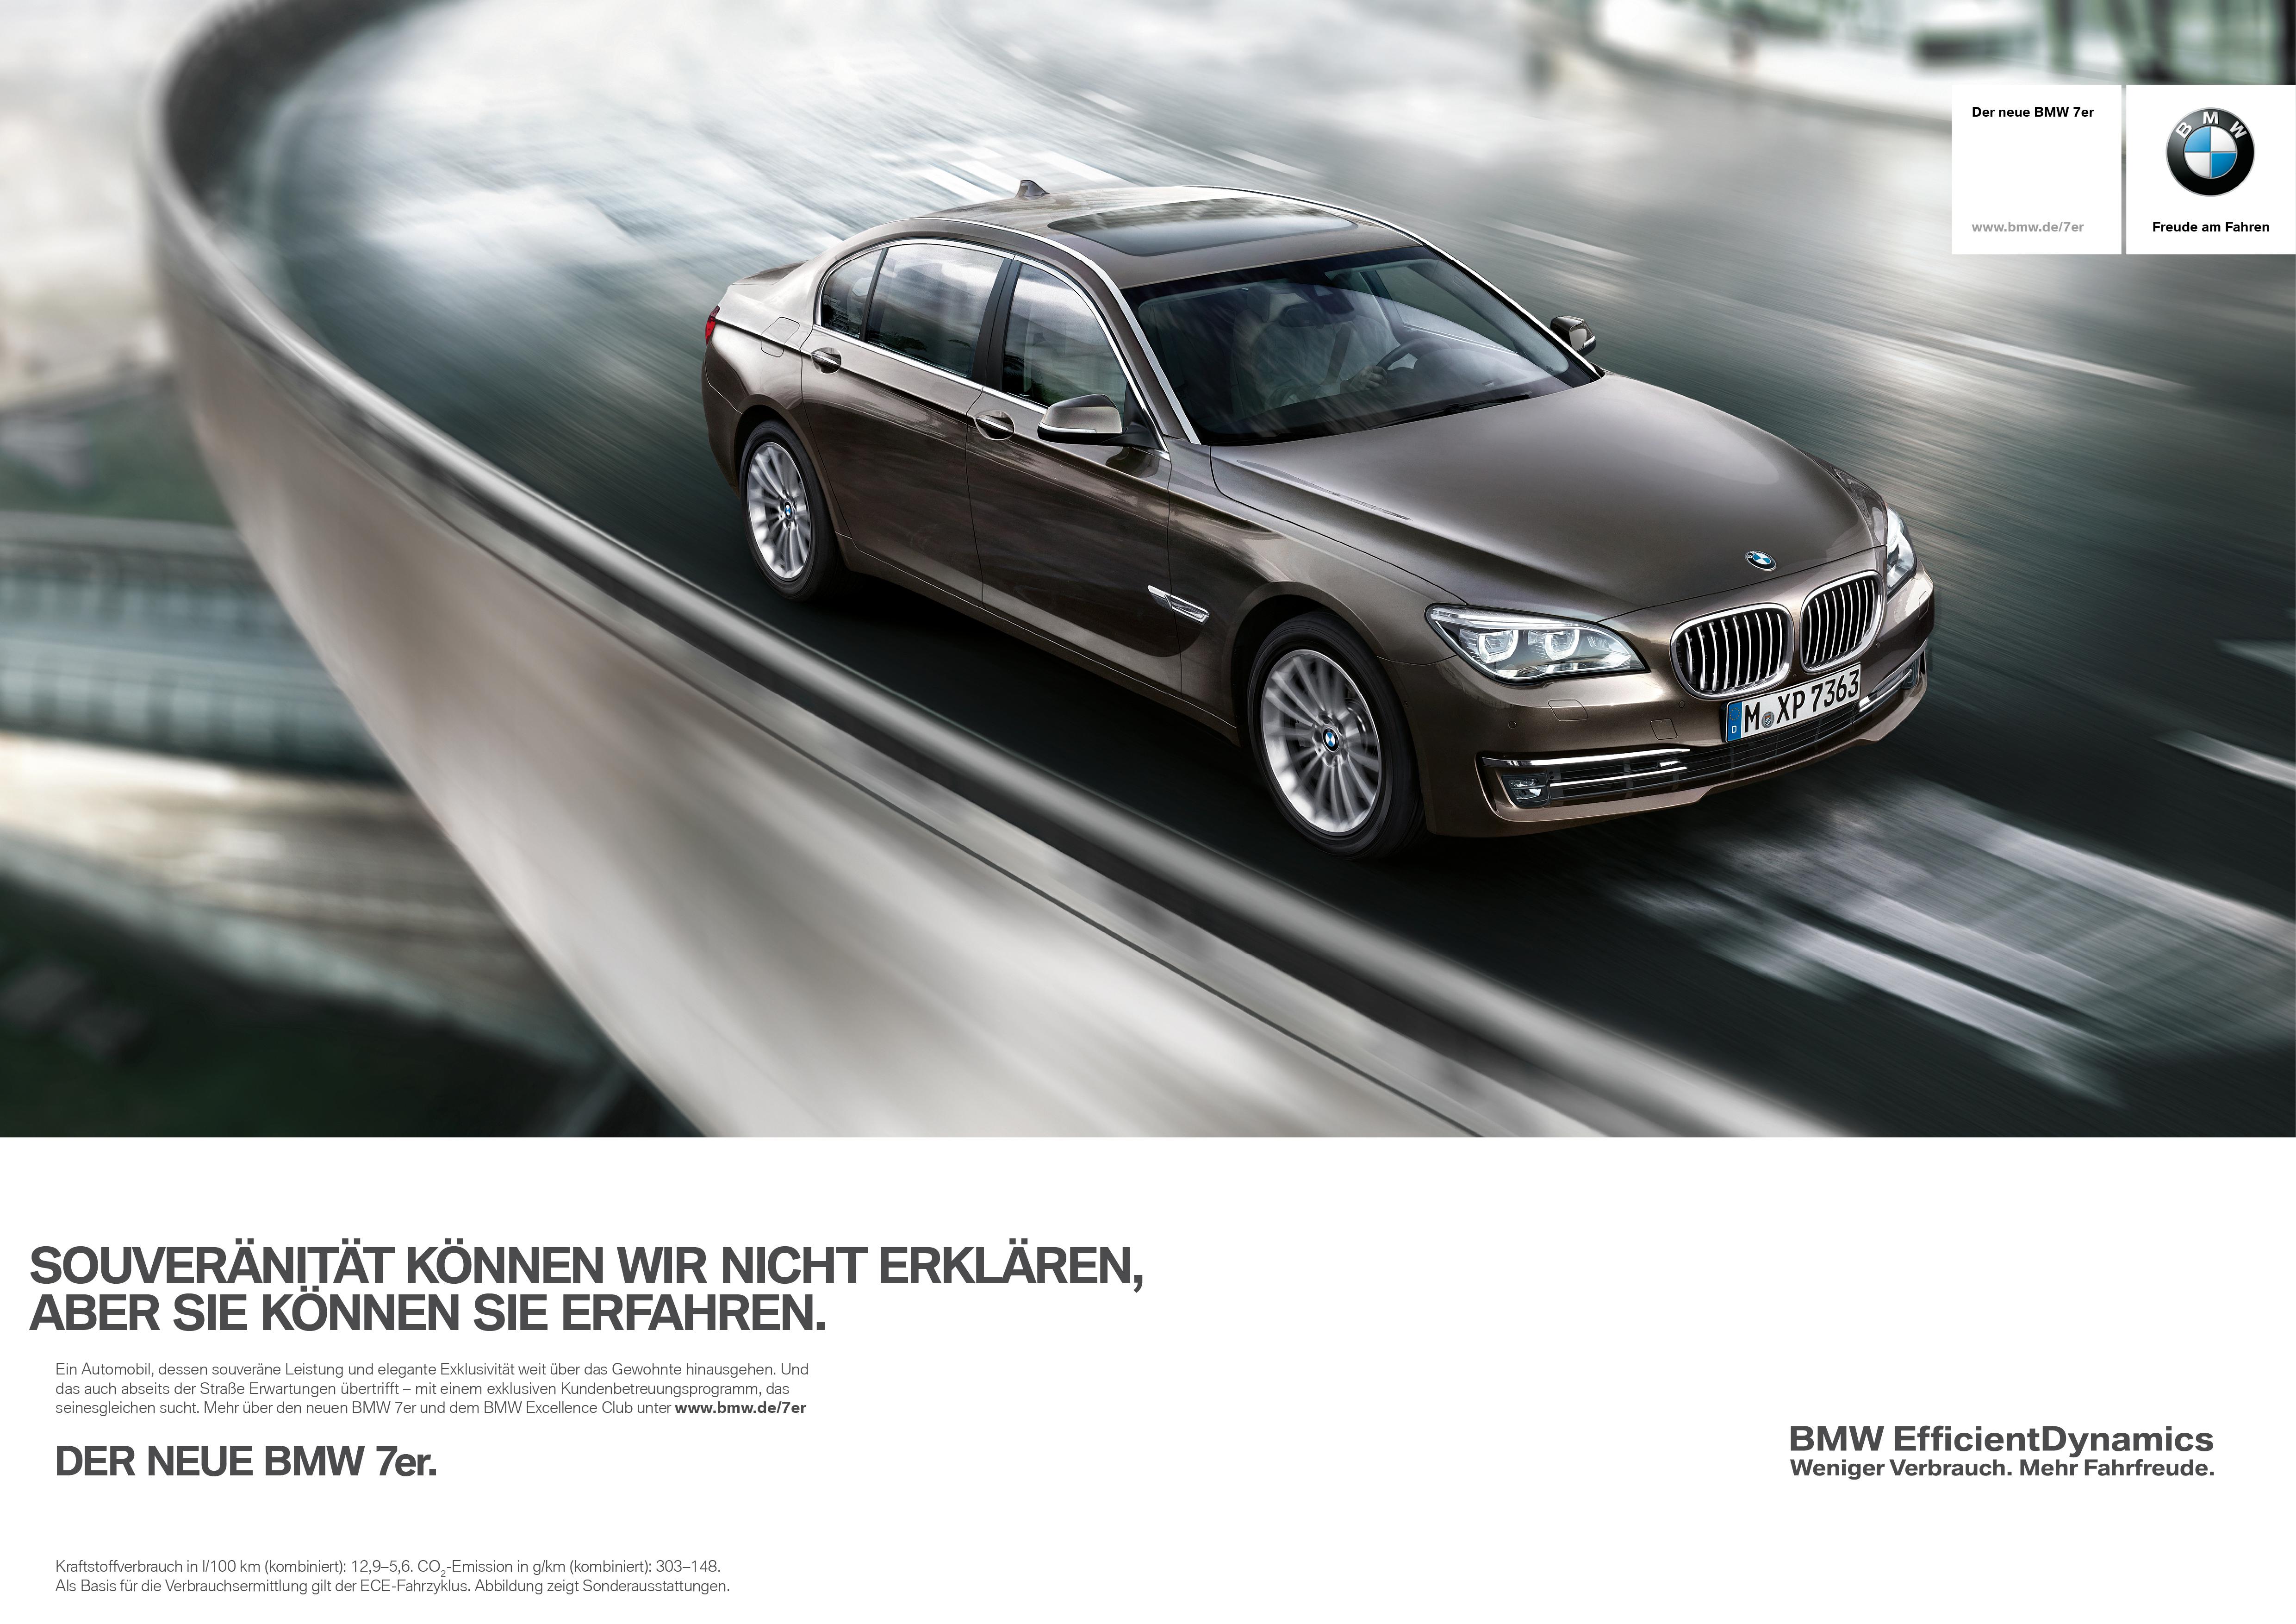 Der neue BMW 7er
www.bmw.de/7er
BMW
Freude am Fahren
M XP 7363
D
SOUVERÄNITÄT KÖNNEN WIR NICHT ERKLÄREN,
ABER SIE KÖNNEN SIE ERFAHREN.
Ein Automobil, dessen souveräne Leistung und elegante Exklusivität weit über das Gewohnte hinausgehen. Und
das auch abseits der Straße Erwartungen übertrifft – mit einem exklusiven Kundenbetreuungsprogramm, das
seinesgleichen sucht. Mehr über den neuen BMW 7er und dem BMW Excellence Club unter www.bmw.de/7er
DER NEUE BMW 7er.
BMW EfficientDynamics
Weniger Verbrauch. Mehr Fahrfreude.
Kraftstoffverbrauch in l/100 km (kombiniert): 12,9–5,6. CO₂-Emission in g/km (kombiniert): 303–148.
Als Basis für die Verbrauchsermittlung gilt der ECE-Fahrzyklus. Abbildung zeigt Sonderausstattungen.